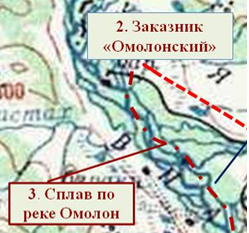 2. Заказник
«Омолонский»
3. Сплав по
реке Омолон